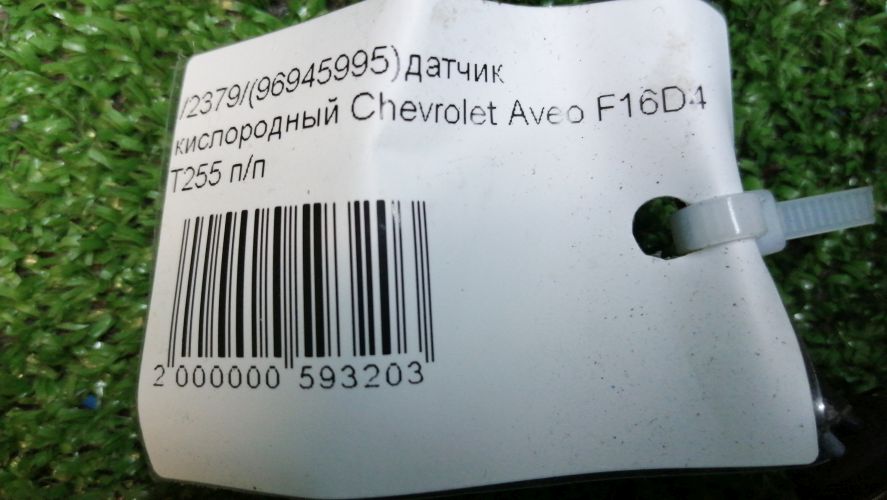 /2379/(96945995)датчик
кислородный Chevrolet Aveo F16D4
T255 п/п
2 000000 593203